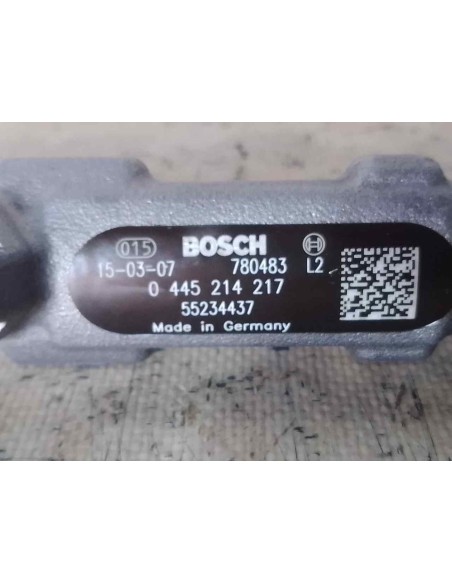 015 BOSCH
15-03-07 780483 L2
0 445 214 217
55234437
Made in Germany